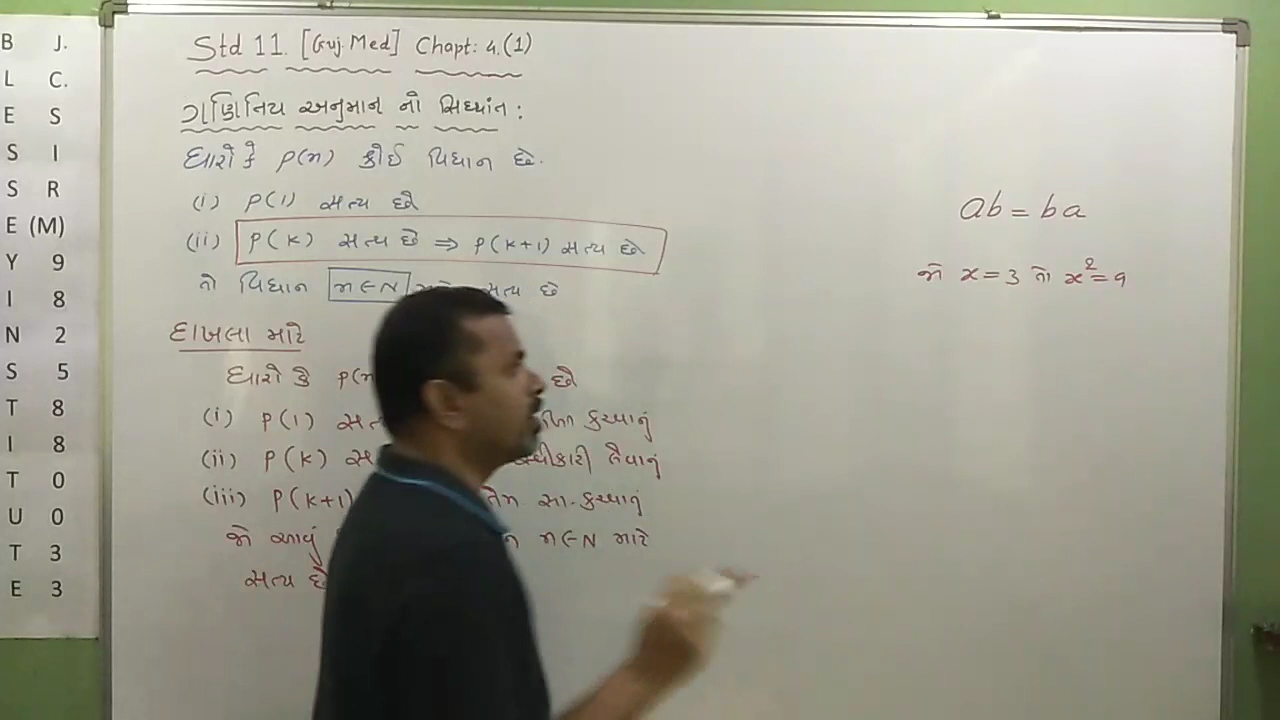 B L E S S E Y I N S T I T U T E
J. C. S I R (M) 9 8 2 5 8 8 0 0 3 3
Std 11. [Guj. Med] Chapt: 4.(1)
ગાણિતિય અનુમાન નો સિધ્ધાંત :
ધારો કે P(n) કોઈ વિધાન છે.
(i) P(1) સત્ય છે
(ii) P(k) સત્ય છે ⇒ P(k+1) સત્ય છે
તો વિધાન n∈N સત્ય છે
દાખલા માટે
ધારો કે P(n છે
(i) P(1) કરવાનું
(ii) P(k) સ્વીકારી લેવાનું
(iii) P(k+1) તેમ સા. કરવાનું
જો આવું n∈N માટે
સત્ય છે
ab = ba
જો x = 3 તો x² = 9